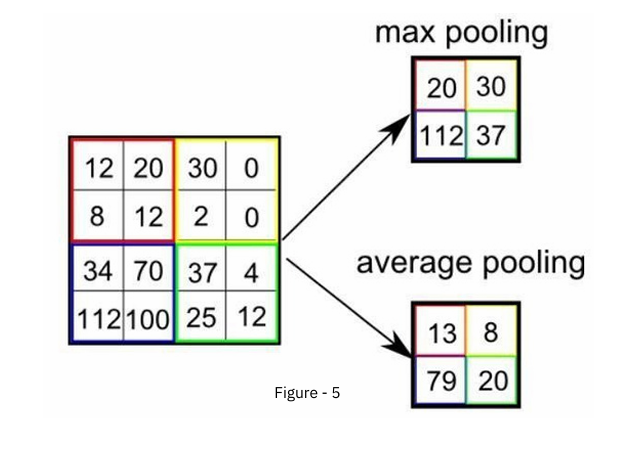 max pooling
20 30
112 37
12 20 30 0
8 12 2 0
34 70 37 4
112 100 25 12
average pooling
13 8
79 20
Figure - 5